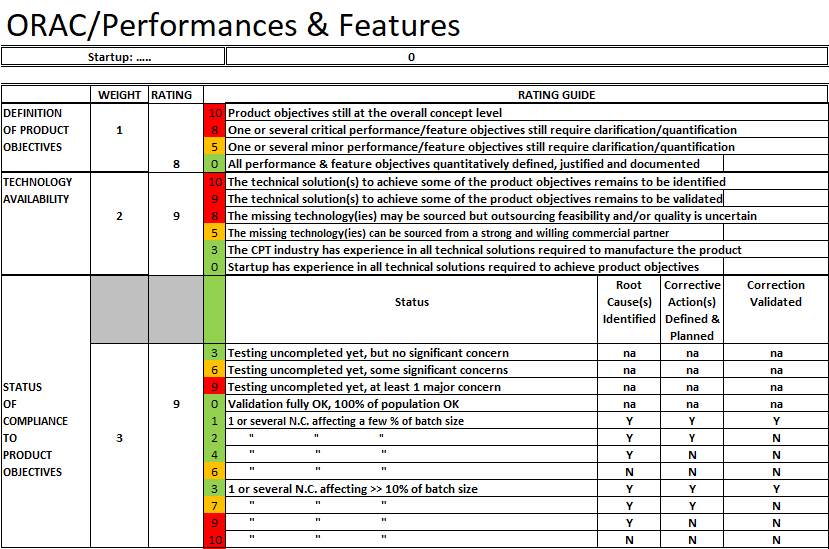 ORAC/Performances & Features
Startup: ..... 0
WEIGHT RATING RATING GUIDE
DEFINITION 10 Product objectives still at the overall concept level
OF PRODUCT 1 8 One or several critical performance/feature objectives still require clarification/quantification
OBJECTIVES 5 One or several minor performance/feature objectives still require clarification/quantification
8 0 All performance & feature objectives quantitatively defined, justified and documented
TECHNOLOGY 10 The technical solution(s) to achieve some of the product objectives remains to be identified
AVAILABILITY 9 The technical solution(s) to achieve some of the product objectives remains to be validated
2 9 8 The missing technology(ies) may be sourced but outsourcing feasibility and/or quality is uncertain
5 The missing technology(ies) can be sourced from a strong and willing commercial partner
3 The CPT industry has experience in all technical solutions required to manufacture the product
0 Startup has experience in all technical solutions required to achieve product objectives
Root Corrective Correction
Status Cause(s) Action(s) Validated
Identified Defined &
Planned
3 Testing uncompleted yet, but no significant concern na na na
6 Testing uncompleted yet, some significant concerns na na na
STATUS 9 Testing uncompleted yet, at least 1 major concern na na na
OF 9 0 Validation fully OK, 100% of population OK na na na
COMPLIANCE 1 1 or several N.C. affecting a few % of batch size Y Y Y
TO 3 2 " " " Y Y N
PRODUCT 4 " " " Y N N
OBJECTIVES 6 " " " N N N
3 1 or several N.C. affecting >> 10% of batch size Y Y Y
7 " " " Y Y N
9 " " " Y N N
10 " " " N N N